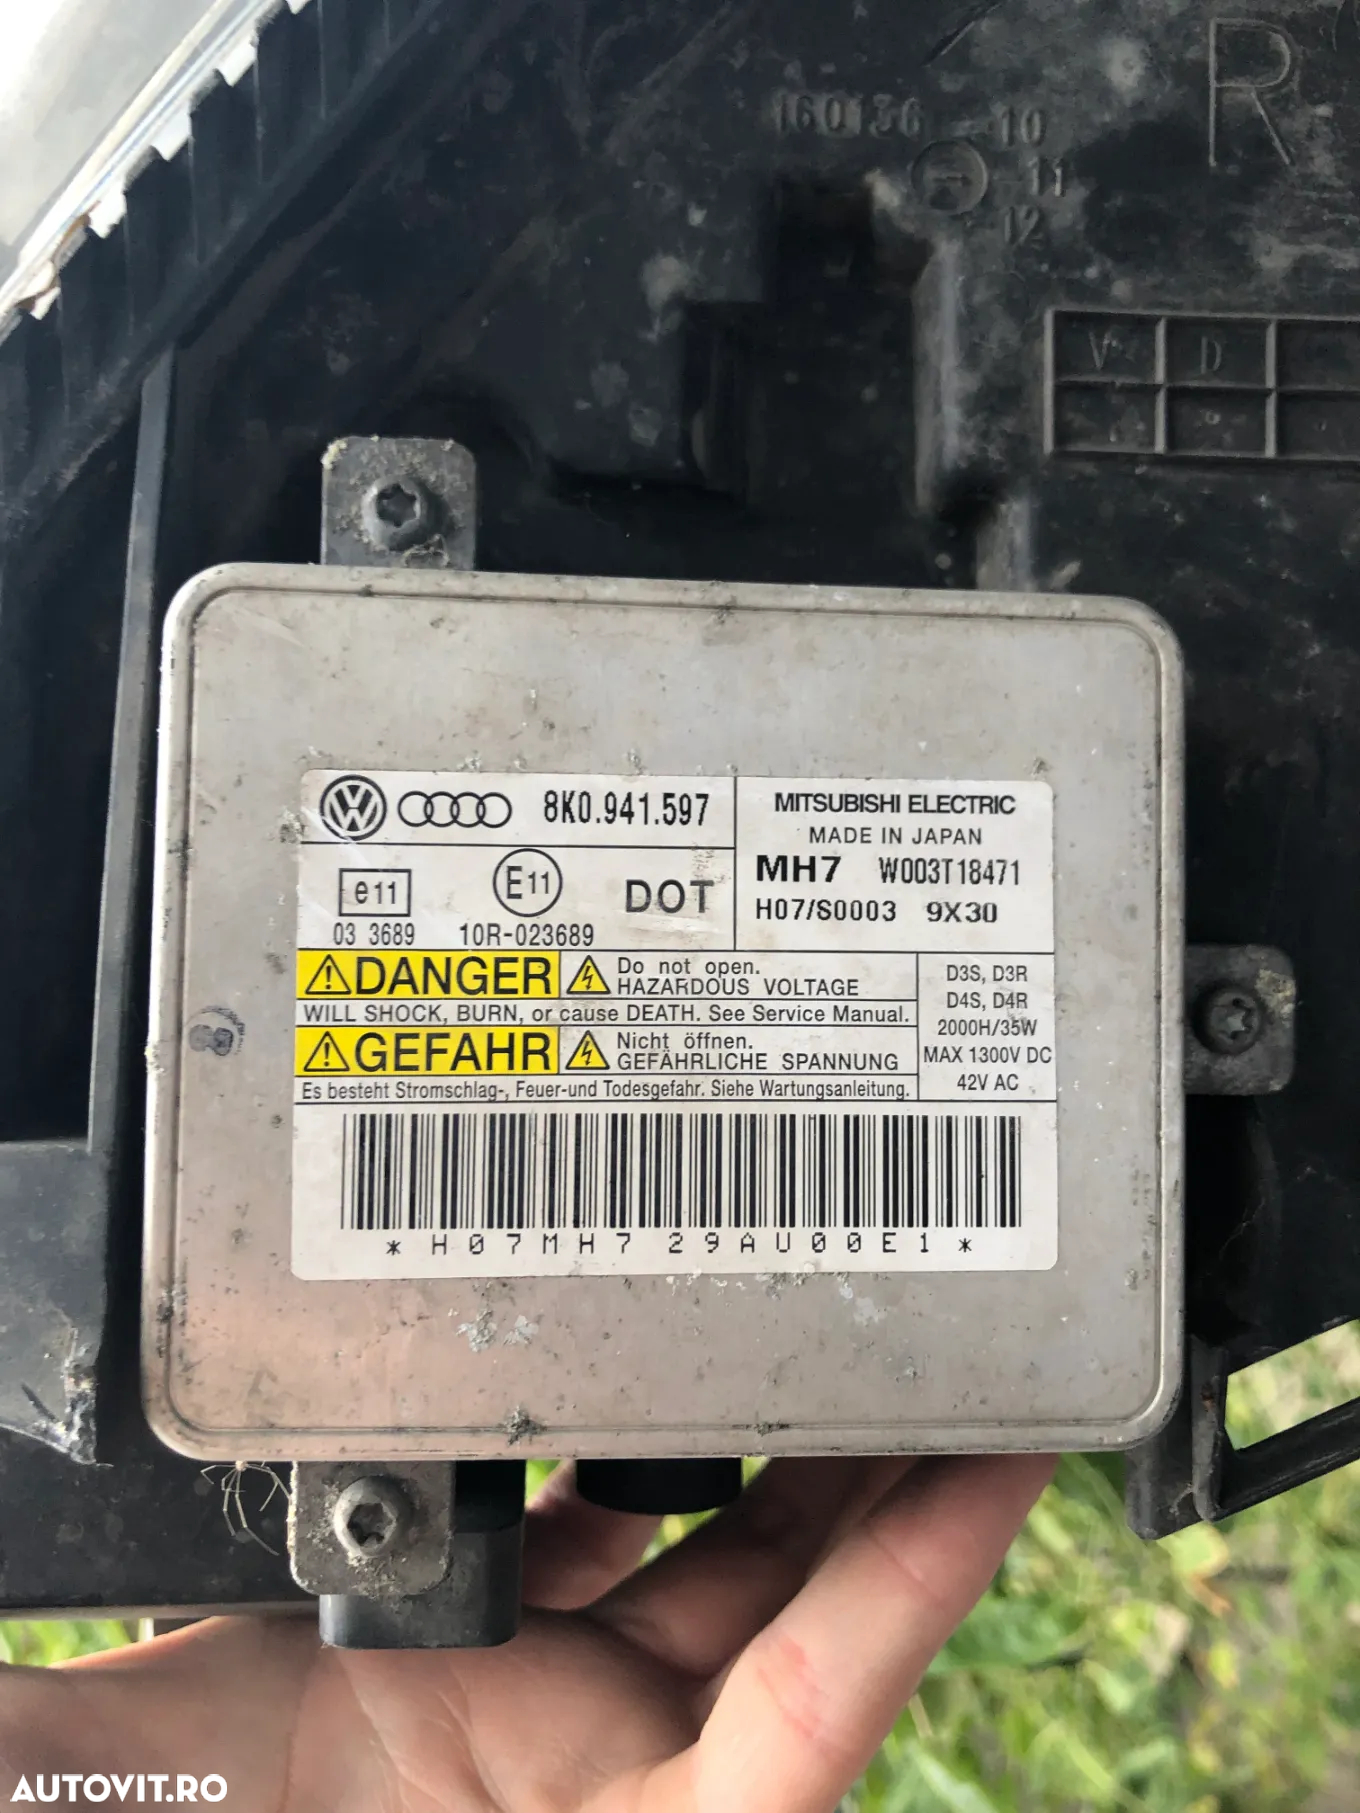 R
160136 10
11
12
V D
8K0.941.597
MITSUBISHI ELECTRIC
MADE IN JAPAN
MH7 W003T18471
H07/S0003 9X30
e11
E11
DOT
03 3689 10R-023689
DANGER
Do not open.
HAZARDOUS VOLTAGE
WILL SHOCK, BURN, or cause DEATH. See Service Manual.
GEFAHR
Nicht öffnen.
GEFÄHRLICHE SPANNUNG
Es besteht Stromschlag-, Feuer-und Todesgefahr. Siehe Wartungsanleitung.
D3S, D3R
D4S, D4R
2000H/35W
MAX 1300V DC
42V AC
*H07MH7 29AU00E1*
AUTOVIT.RO